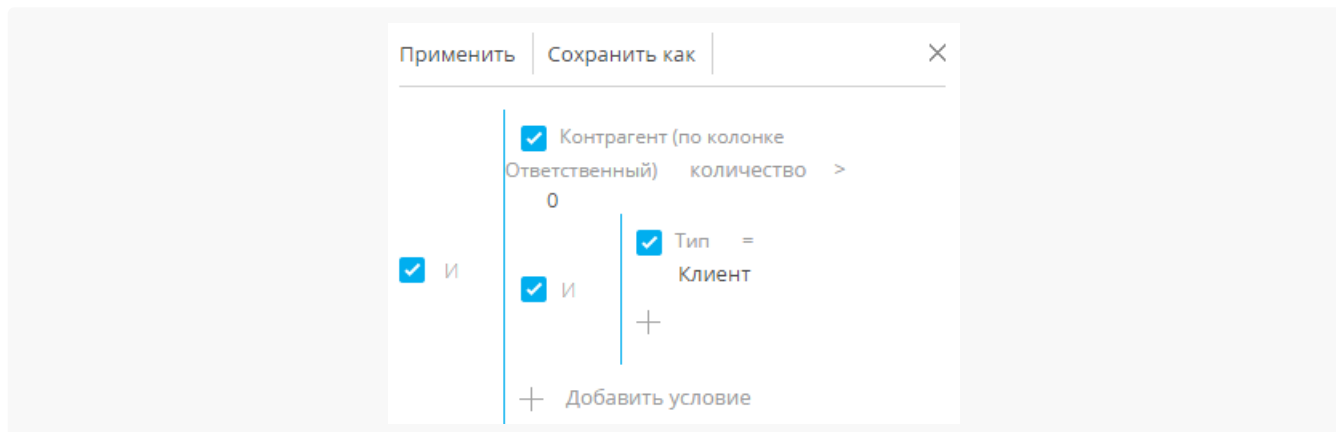 Применить Сохранить как
Контрагент (по колонке
Ответственный) количество >
0
Тип =
И
Клиент
И
Добавить условие